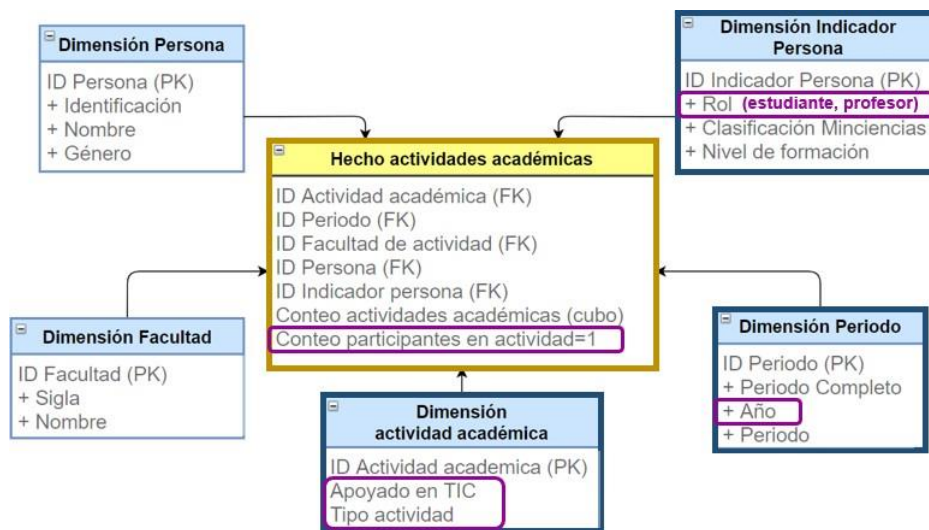 Dimensión Persona
ID Persona (PK)
+ Identificación
+ Nombre
+ Género
Dimensión Indicador
Persona
ID Indicador Persona (PK)
+ Rol (estudiante, profesor)
+ Clasificación Minciencias
+ Nivel de formación
Hecho actividades académicas
ID Actividad académica (FK)
ID Periodo (FK)
ID Facultad de actividad (FK)
ID Persona (FK)
ID Indicador persona (FK)
Conteo actividades académicas (cubo)
Conteo participantes en actividad=1
Dimensión Facultad
ID Facultad (PK)
+ Sigla
+ Nombre
Dimensión Periodo
ID Periodo (PK)
+ Periodo Completo
+ Año
+ Periodo
Dimensión
actividad académica
ID Actividad academica (PK)
Apoyado en TIC
Tipo actividad